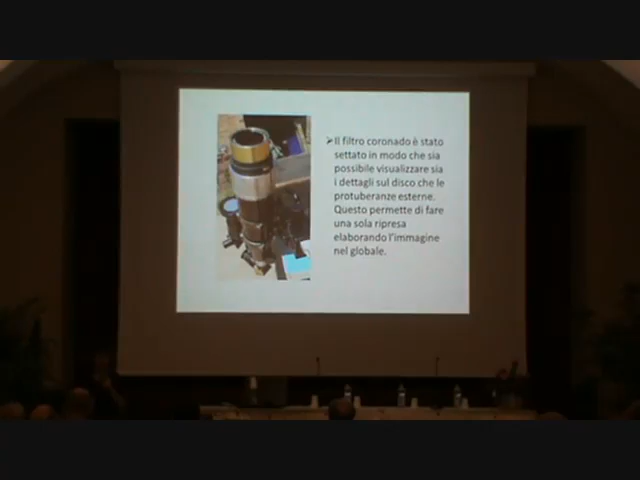 ➢Il filtro coronado è stato
settato in modo che sia
possibile visualizzare sia
i dettagli sul disco che le
protuberanze esterne.
Questo permette di fare
una sola ripresa
elaborando l'immagine
nel globale.